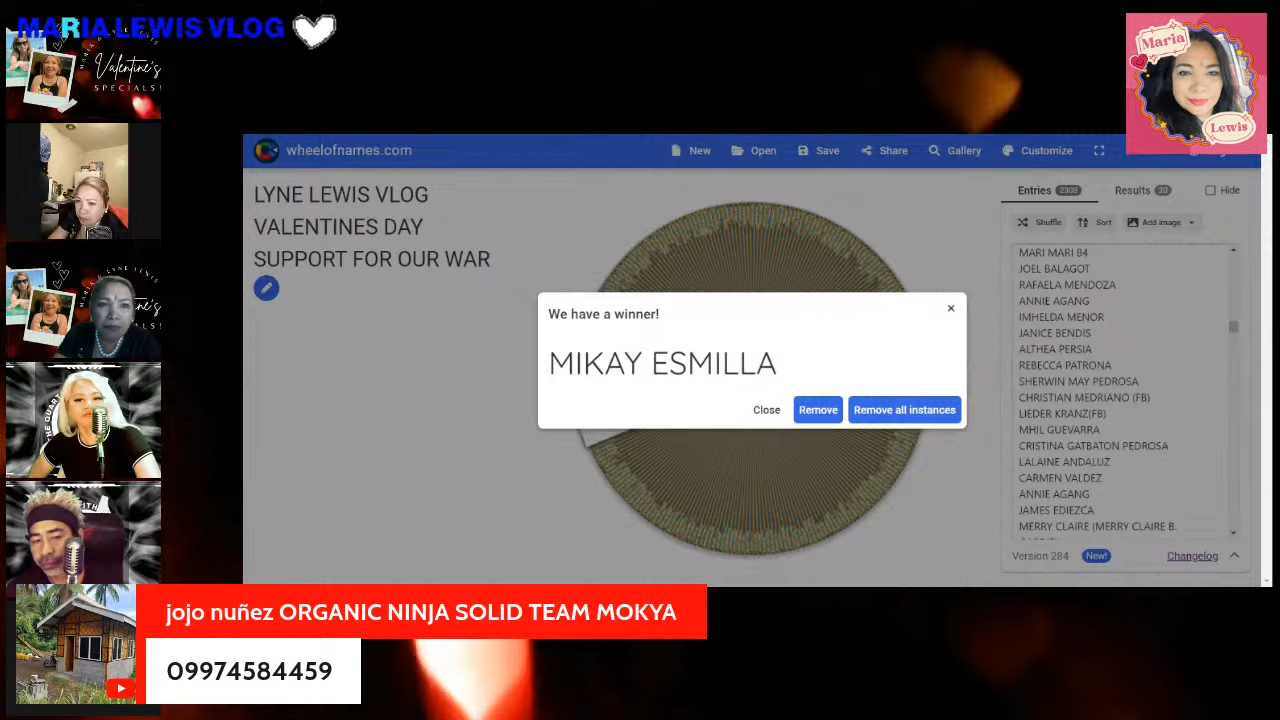 MARIA LEWIS VLOG
Valentine's
SPECIALS!
Maria
Lewis
wheelofnames.com
New
Open
Save
Share
Gallery
Customize
LYNE LEWIS VLOG
VALENTINES DAY
SUPPORT FOR OUR WAR
Entries 2308
Results 20
Hide
Shuffle
Sort
Add image
MARI MARI 84
JOEL BALAGOT
RAFAELA MENDOZA
ANNIE AGANG
IMHELDA MENOR
JANICE BENDIS
ALTHEA PERSIA
REBECCA PATRONA
SHERWIN MAY PEDROSA
CHRISTIAN MEDRIANO (FB)
LIEDER KRANZ(FB)
MHIL GUEVARRA
CRISTINA GATBATON PEDROSA
LALAINE ANDALUZ
CARMEN VALDEZ
ANNIE AGANG
JAMES EDIEZCA
MERRY CLAIRE (MERRY CLAIRE B.
Version 284
New!
Changelog
We have a winner!
MIKAY ESMILLA
Close
Remove
Remove all instances
jojo nuñez ORGANIC NINJA SOLID TEAM MOKYA
09974584459